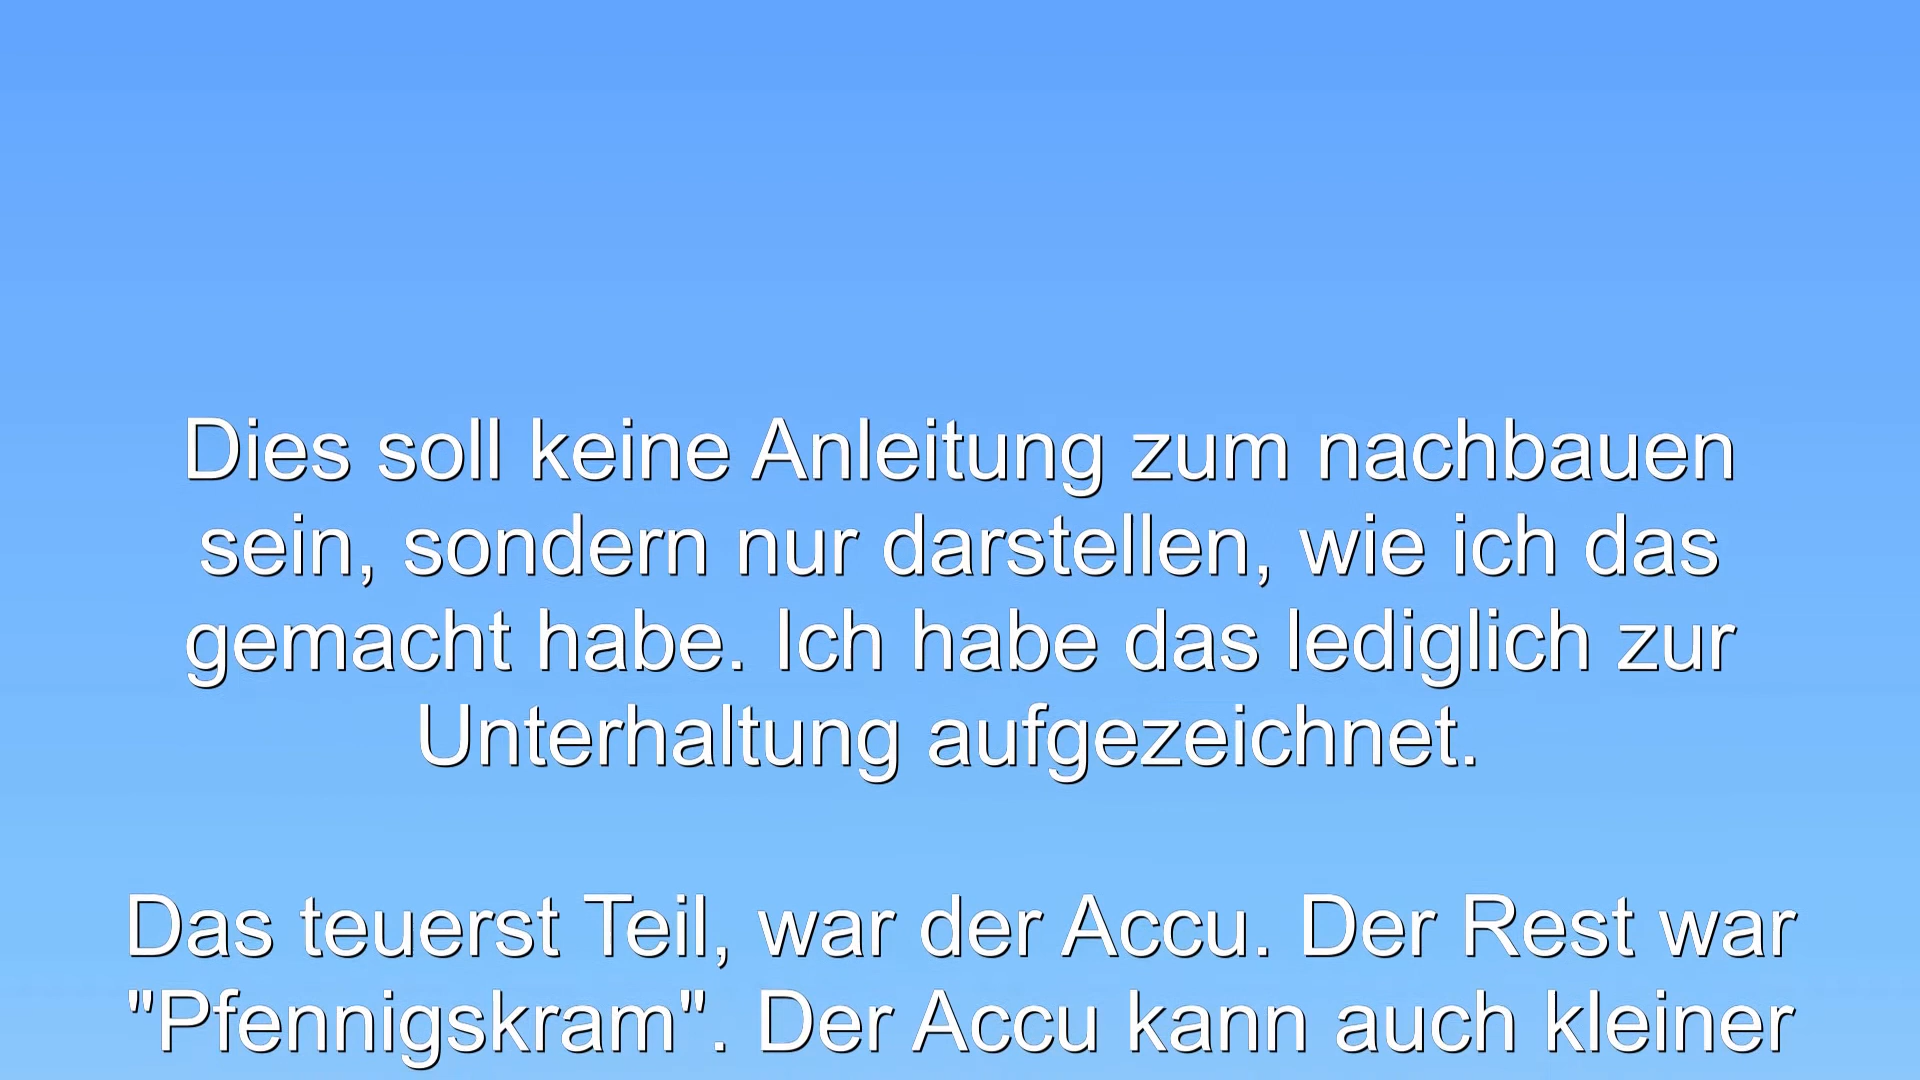 Dies soll keine Anleitung zum nachbauen
sein, sondern nur darstellen, wie ich das
gemacht habe. Ich habe das lediglich zur
Unterhaltung aufgezeichnet.
Das teuerst Teil, war der Accu. Der Rest war
"Pfennigskram". Der Accu kann auch kleiner